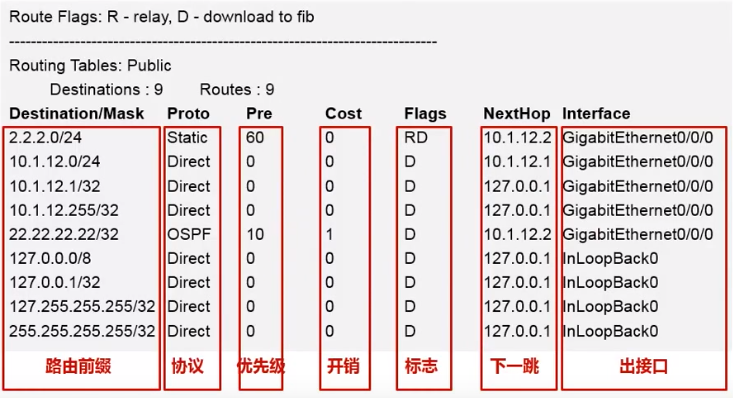 Route Flags: R - relay, D - download to fib
------------------------------------------------------------------------------
Routing Tables: Public
Destinations : 9 Routes : 9
Destination/Mask Proto Pre Cost Flags NextHop Interface
2.2.2.0/24 Static 60 0 RD 10.1.12.2 GigabitEthernet0/0/0
10.1.12.0/24 Direct 0 0 D 10.1.12.1 GigabitEthernet0/0/0
10.1.12.1/32 Direct 0 0 D 127.0.0.1 GigabitEthernet0/0/0
10.1.12.255/32 Direct 0 0 D 127.0.0.1 GigabitEthernet0/0/0
22.22.22.22/32 OSPF 10 1 D 10.1.12.2 GigabitEthernet0/0/0
127.0.0.0/8 Direct 0 0 D 127.0.0.1 InLoopBack0
127.0.0.1/32 Direct 0 0 D 127.0.0.1 InLoopBack0
127.255.255.255/32 Direct 0 0 D 127.0.0.1 InLoopBack0
255.255.255.255/32 Direct 0 0 D 127.0.0.1 InLoopBack0
路由前缀 协议 优先级 开销 标志 下一跳 出接口